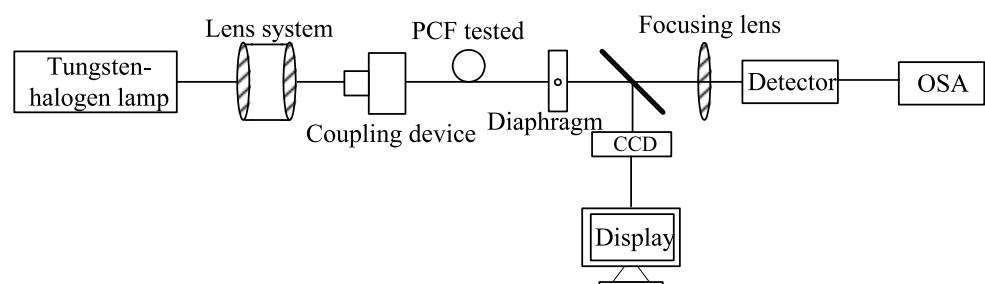 Tungsten-
halogen lamp
Lens system
Coupling device
PCF tested
Diaphragm
CCD
Display
Focusing lens
Detector
OSA